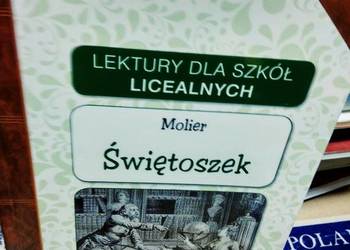 LEKTURY DLA SZKÓŁ
LICEALNYCH
Molier
Świętoszek